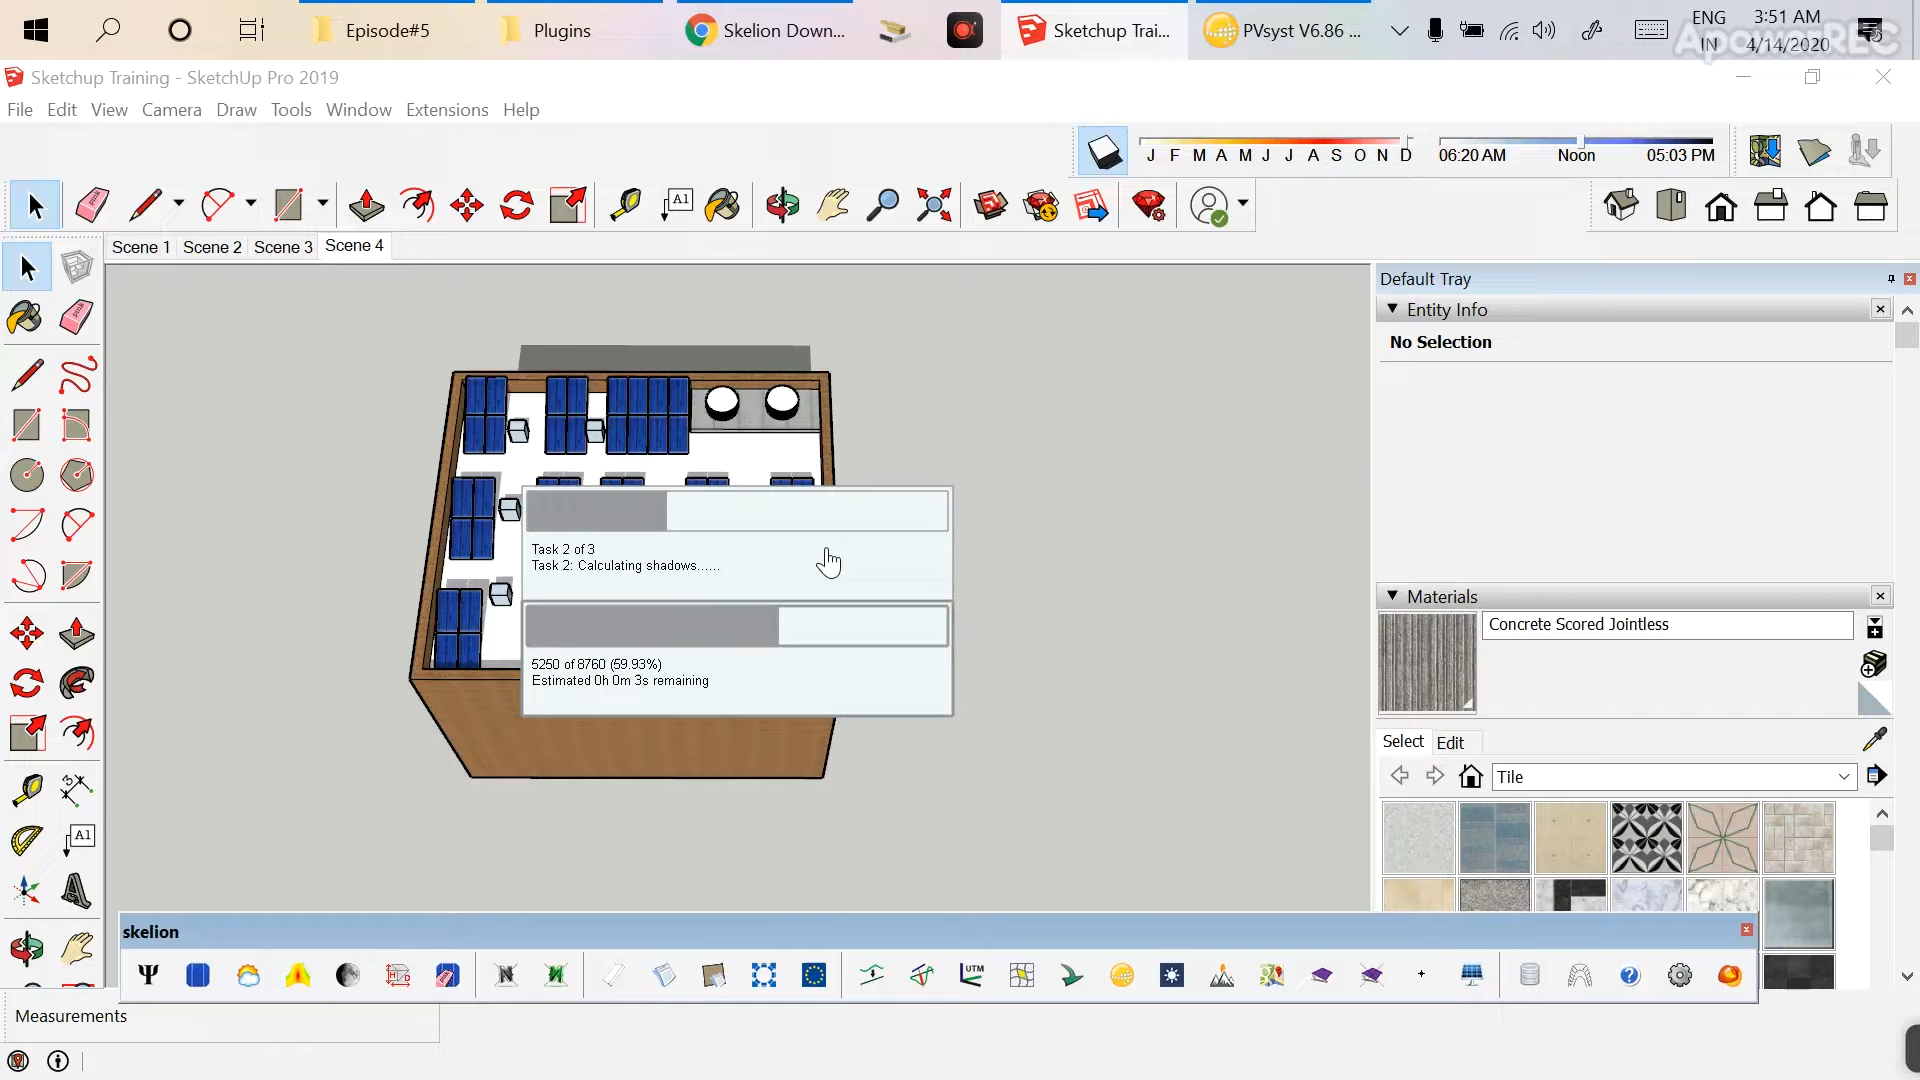 Episode#5
Plugins
Skelion Down...
Sketchup Trai...
PVsyst V6.86 ...
ENG
IN
3:51 AM
4/14/2020
ApowerREC
Sketchup Training - SketchUp Pro 2019
File Edit View Camera Draw Tools Window Extensions Help
J F M A M J J A S O N D
06:20 AM Noon 05:03 PM
A1
Scene 1 Scene 2 Scene 3 Scene 4
Default Tray
Entity Info
No Selection
Task 2 of 3
Task 2: Calculating shadows......
5250 of 8760 (59.93%)
Estimated 0h 0m 3s remaining
Materials
Concrete Scored Jointless
Select Edit
Tile
A1
skelion
UTM
Measurements